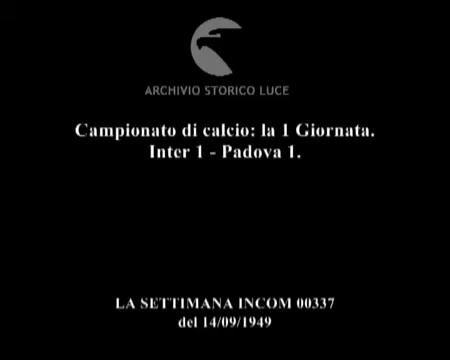 ARCHIVIO STORICO LUCE
Campionato di calcio: la 1 Giornata.
Inter 1 - Padova 1.
LA SETTIMANA INCOM 00337
del 14/09/1949